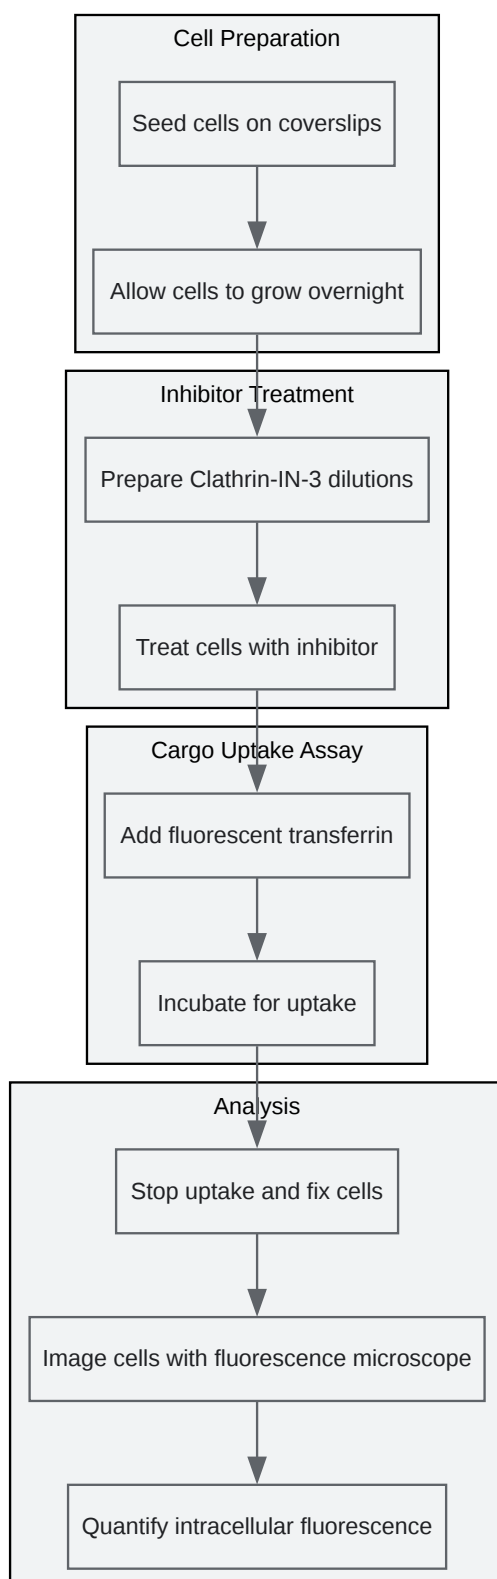 Cell Preparation
Seed cells on coverslips
Allow cells to grow overnight
Inhibitor Treatment
Prepare Clathrin-IN-3 dilutions
Treat cells with inhibitor
Cargo Uptake Assay
Add fluorescent transferrin
Incubate for uptake
Analysis
Stop uptake and fix cells
Image cells with fluorescence microscope
Quantify intracellular fluorescence